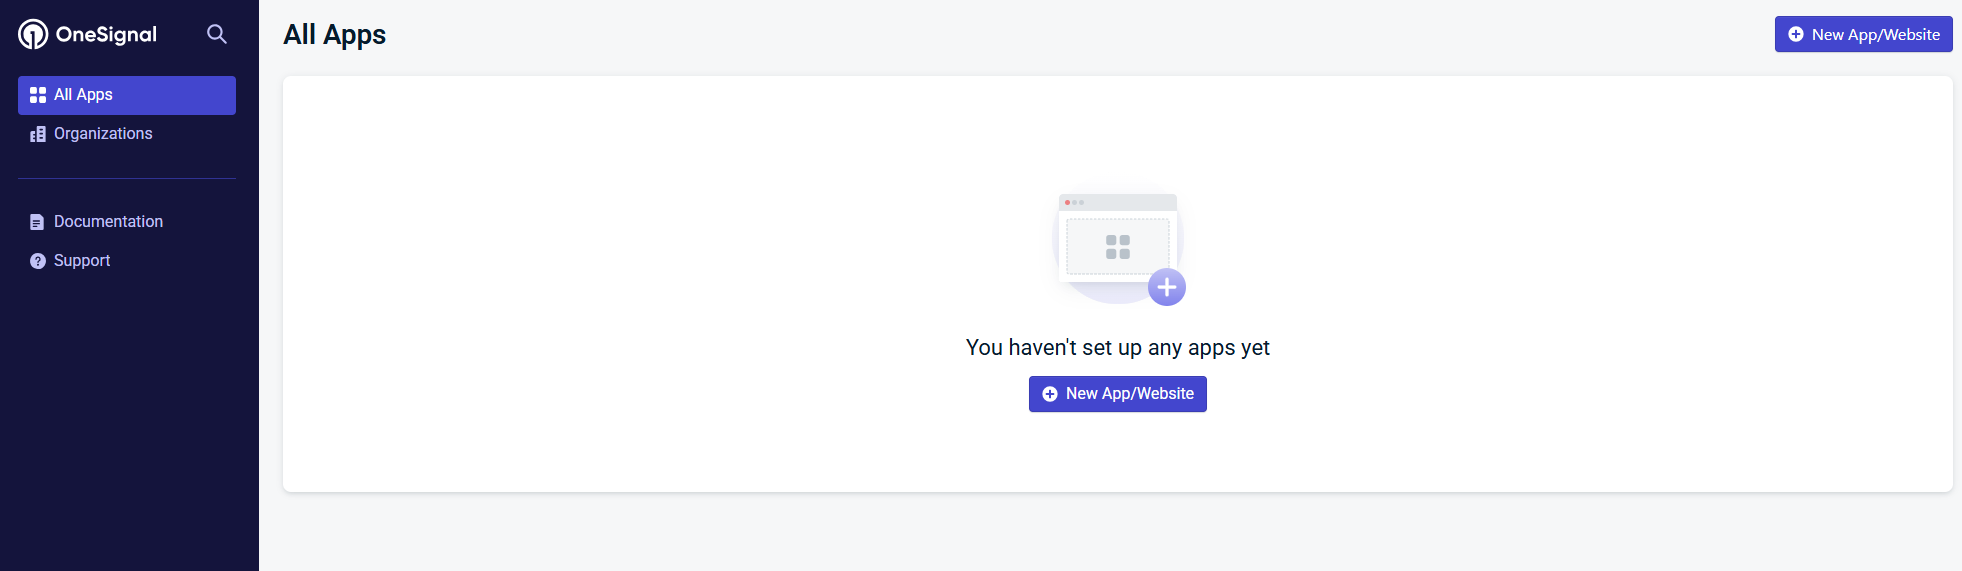 OneSignal
All Apps
Organizations
Documentation
Support
All Apps
New App/Website
You haven't set up any apps yet
New App/Website